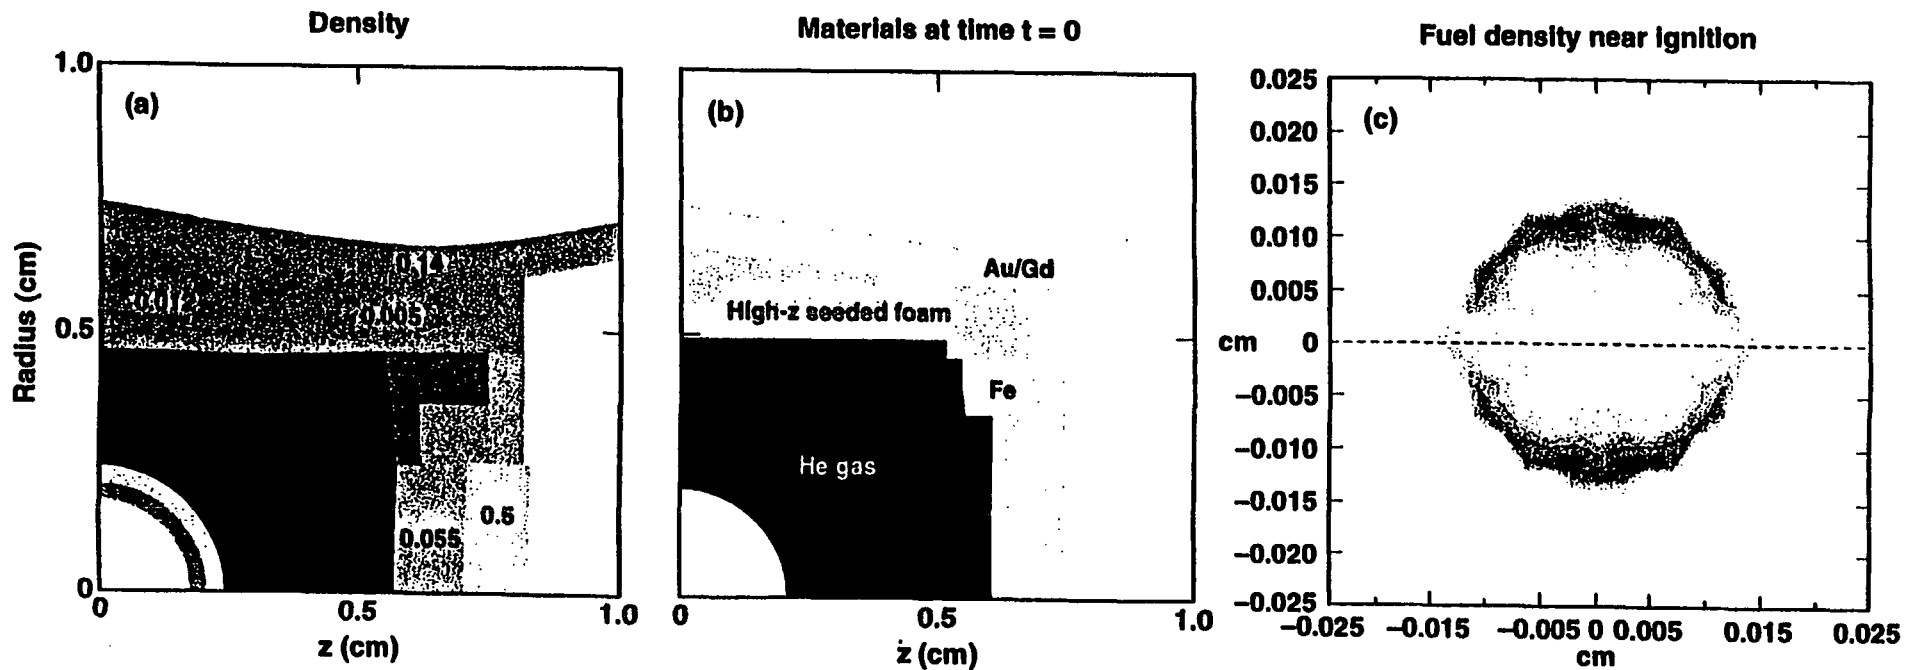 Density
Materials at time t = 0
Fuel density near ignition
(a)
1.0
0.5
0
Radius (cm)
0.14
0.012
0.005
0.055
0.5
0
0.5
1.0
z (cm)
(b)
Au/Gd
High-z seeded foam
Fe
He gas
0
0.5
1.0
z (cm)
(c)
0.025
0.020
0.015
0.010
0.005
cm
0
−0.005
−0.010
−0.015
−0.020
−0.025
−0.025 −0.015 −0.005 0 0.005 0.015 0.025
cm